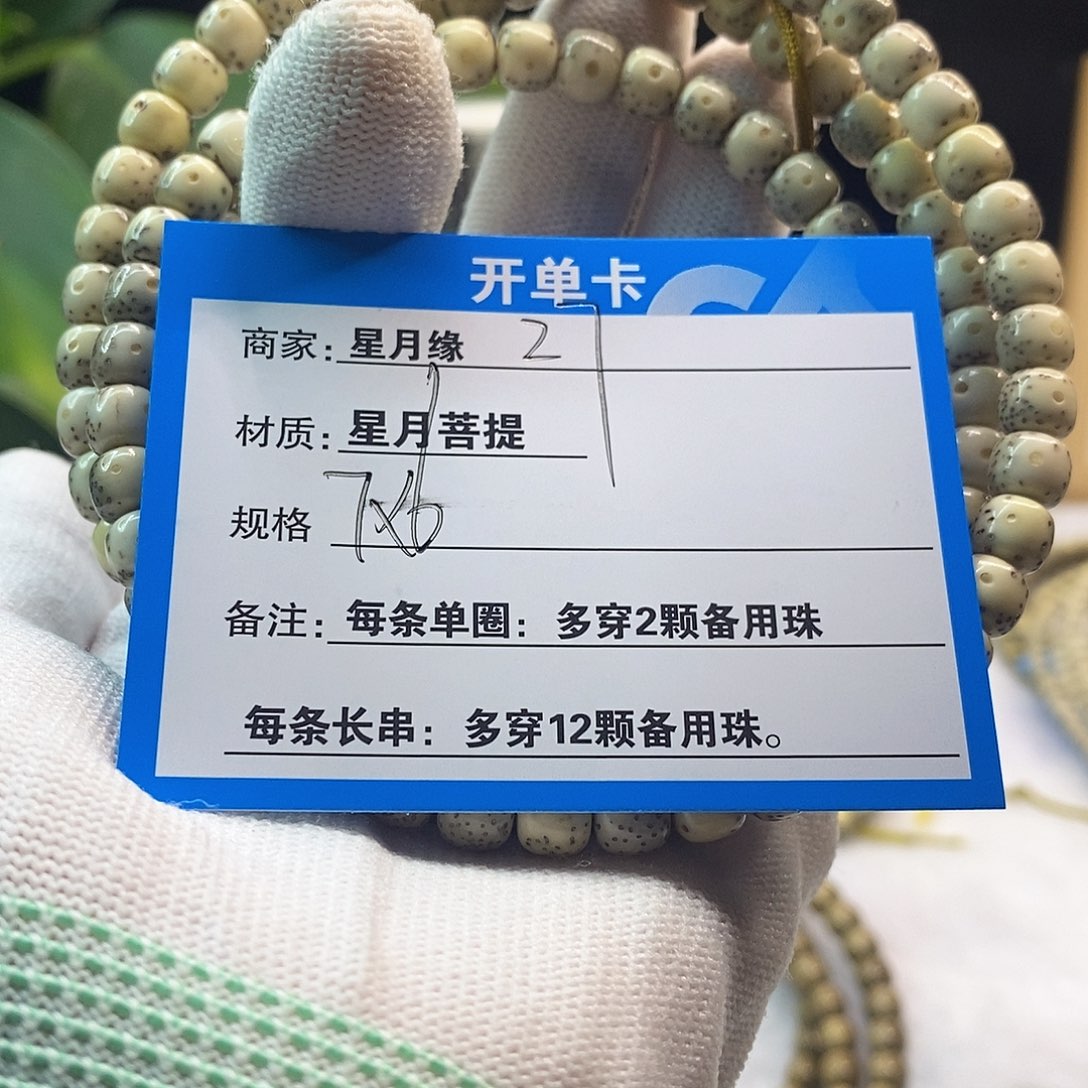 开单卡
商家：星月缘 27
材质：星月菩提
规格 7×6
备注：每条单圈：多穿2颗备用珠
每条长串：多穿12颗备用珠。